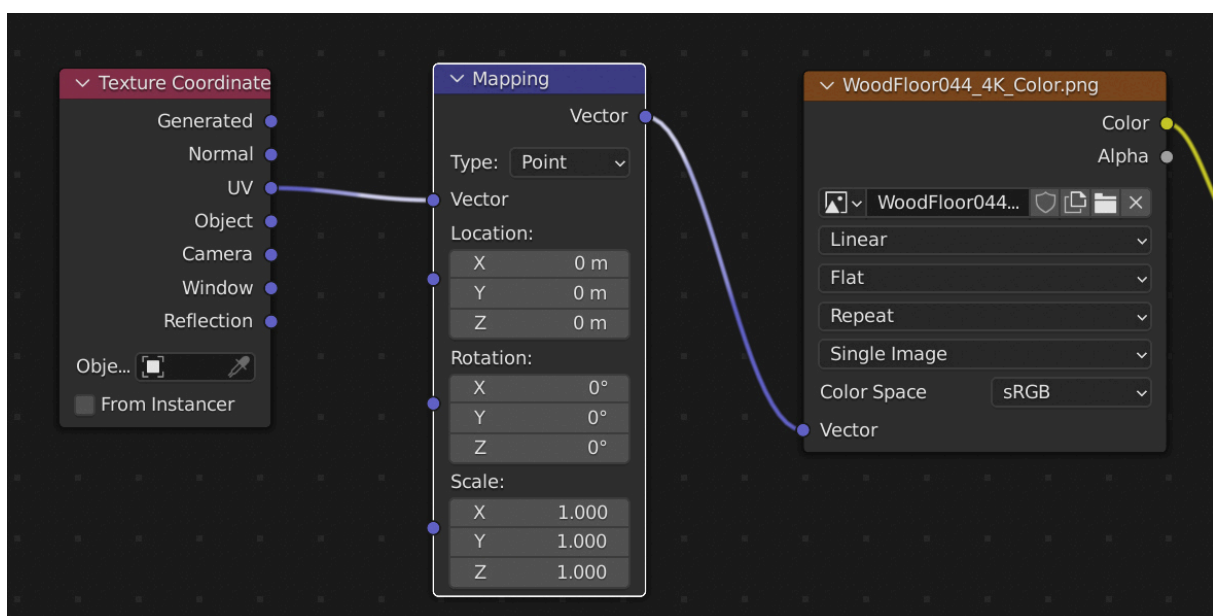 Texture Coordinate
Generated
Normal
UV
Object
Camera
Window
Reflection
Obje...
From Instancer
Mapping
Vector
Type: Point
Vector
Location:
X 0 m
Y 0 m
Z 0 m
Rotation:
X 0°
Y 0°
Z 0°
Scale:
X 1.000
Y 1.000
Z 1.000
WoodFloor044_4K_Color.png
Color
Alpha
WoodFloor044...
Linear
Flat
Repeat
Single Image
Color Space sRGB
Vector